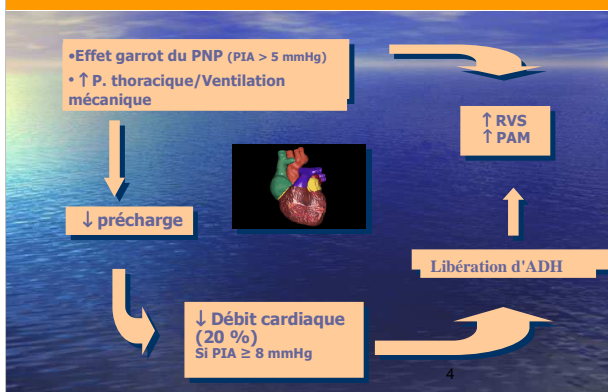 •Effet garrot du PNP (PIA > 5 mmHg)
• ↑ P. thoracique/Ventilation
mécanique
↑ RVS
↑ PAM
↓ précharge
Libération d'ADH
↓ Débit cardiaque
(20 %)
Si PIA ≥ 8 mmHg
4